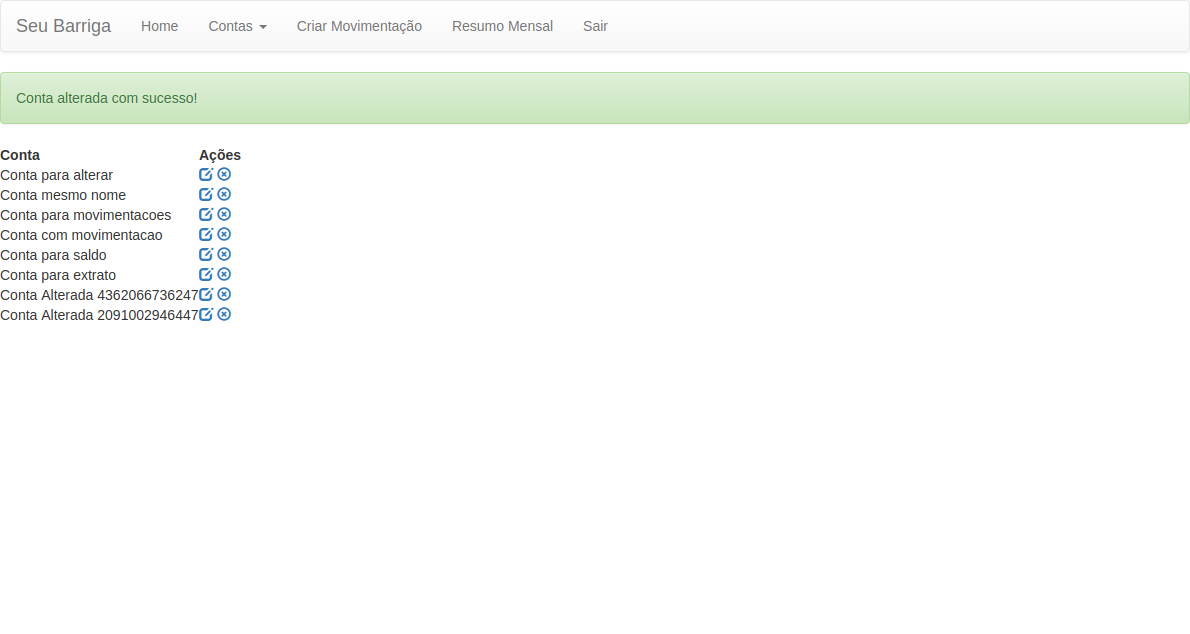 Seu Barriga Home Contas Criar Movimentação Resumo Mensal Sair
Conta alterada com sucesso!
Conta Ações
Conta para alterar
Conta mesmo nome
Conta para movimentacoes
Conta com movimentacao
Conta para saldo
Conta para extrato
Conta Alterada 4362066736247
Conta Alterada 2091002946447